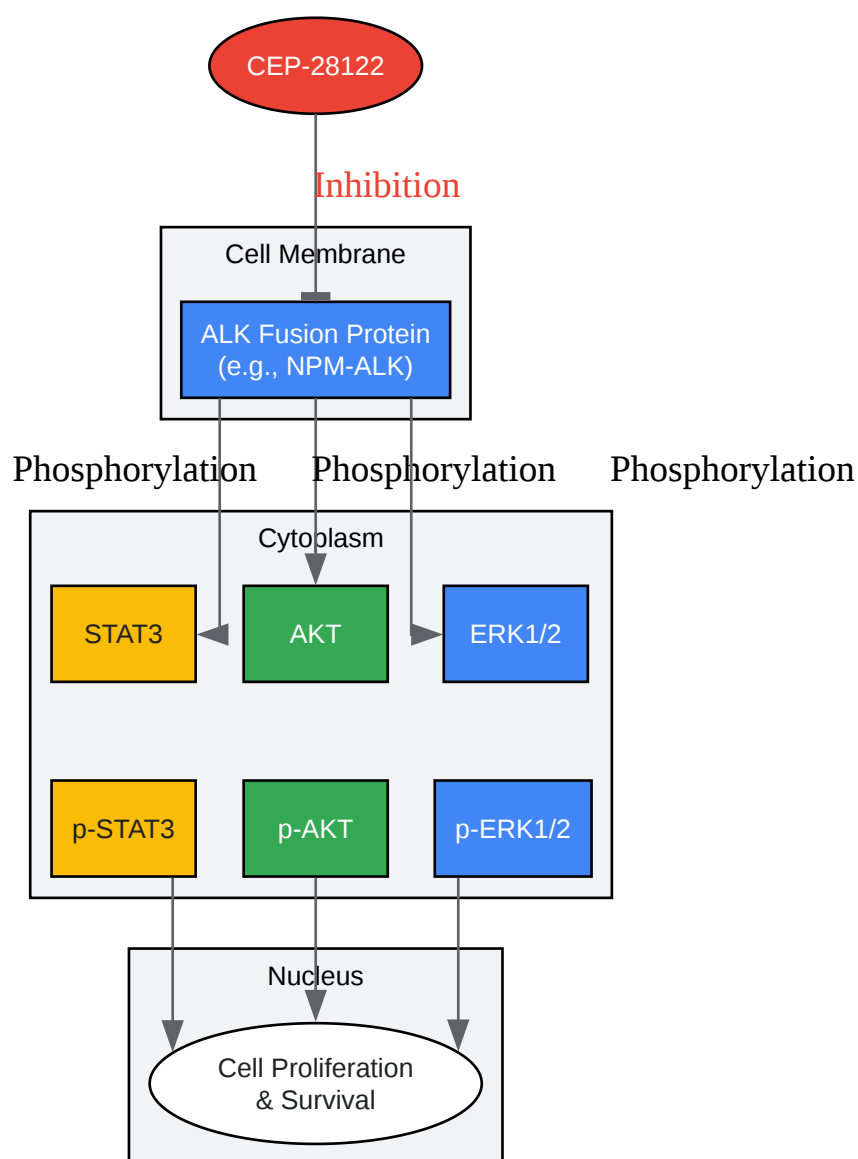 CEP-28122
Inhibition
Cell Membrane
ALK Fusion Protein
(e.g., NPM-ALK)
Phosphorylation Phosphorylation Phosphorylation
Cytoplasm
STAT3 AKT ERK1/2
p-STAT3 p-AKT p-ERK1/2
Nucleus
Cell Proliferation
& Survival